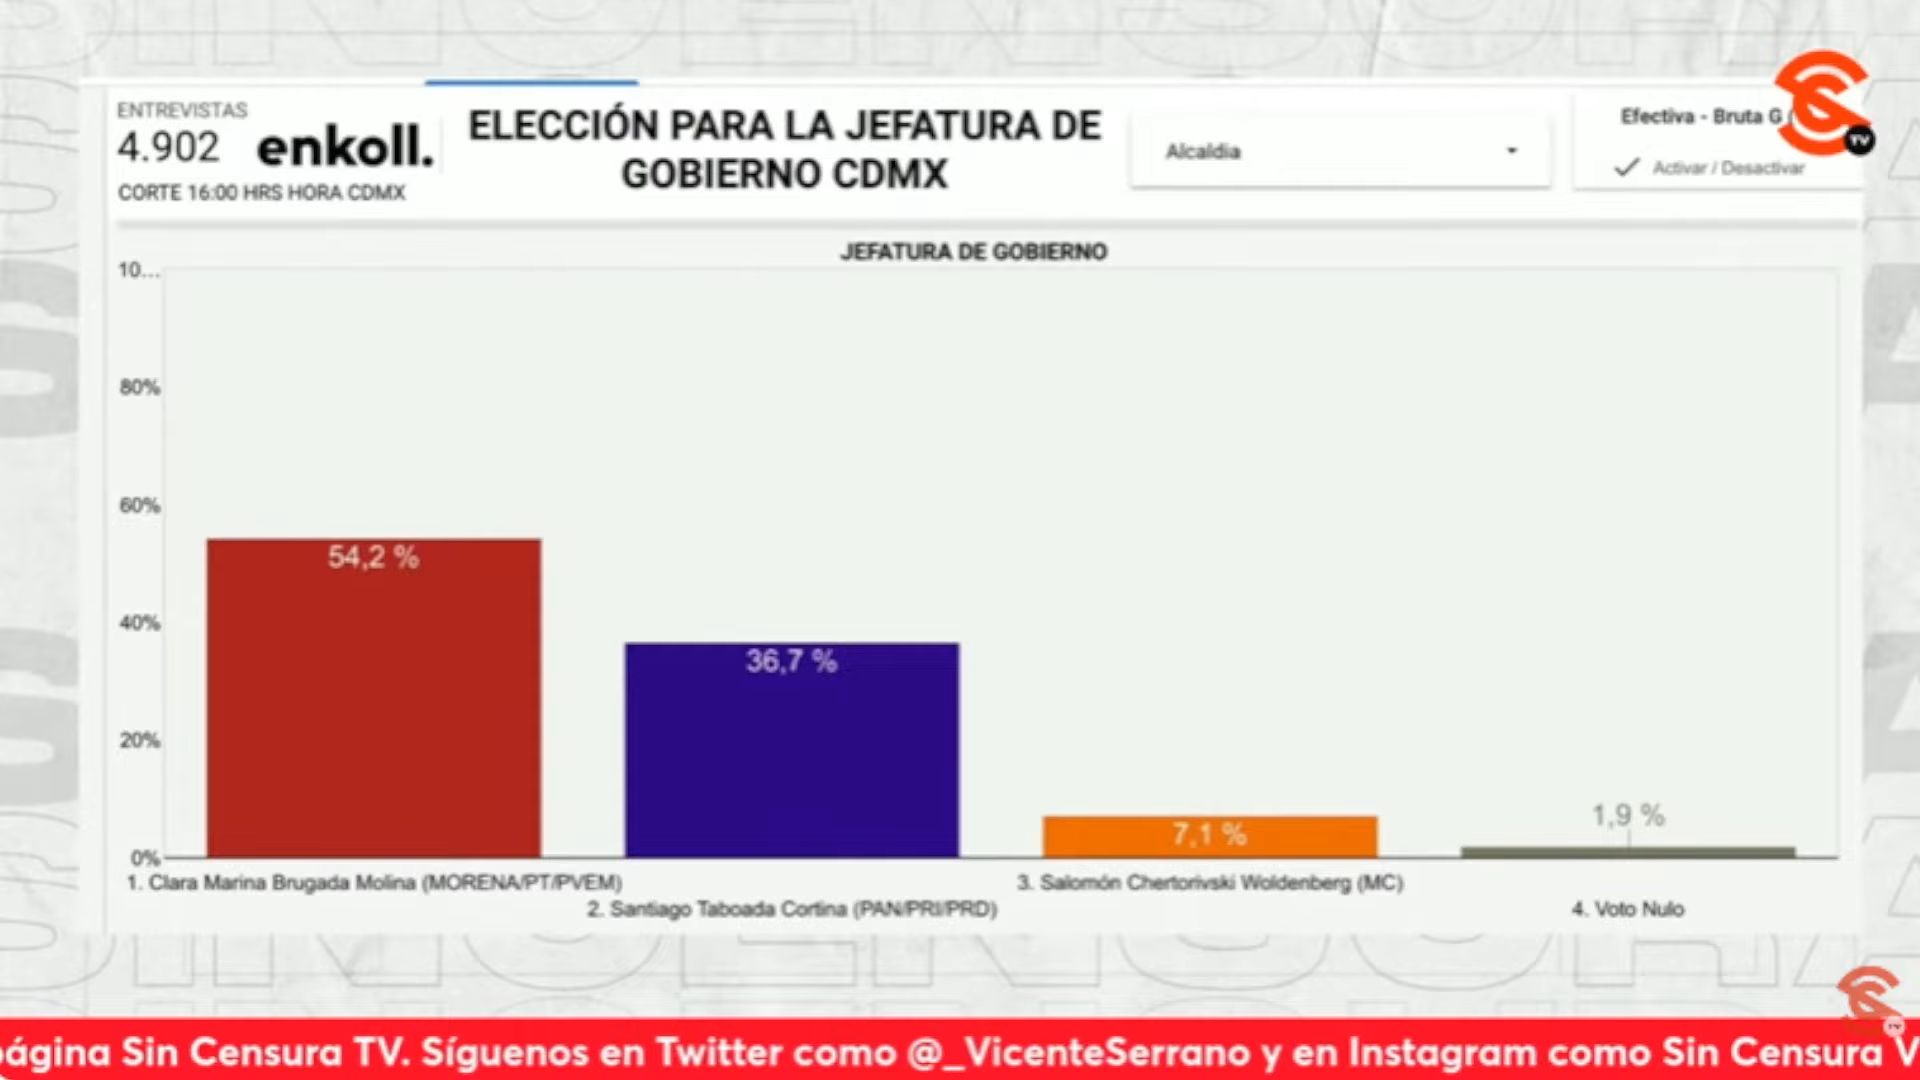 ENTREVISTAS
4.902
enkoll.
CORTE 16:00 HRS HORA CDMX
ELECCIÓN PARA LA JEFATURA DE
GOBIERNO CDMX
Alcaldia
Efectiva - Bruta G
Activar / Desactivar
TV
JEFATURA DE GOBIERNO
10...
80%
60%
40%
20%
0%
54,2 %
36,7 %
7,1 %
1,9 %
1. Clara Marina Brugada Molina (MORENA/PT/PVEM)
2. Santiago Taboada Cortina (PAN/PRI/PRD)
3. Salomón Chertorivski Woldenberg (MC)
4. Voto Nulo
TV
página Sin Censura TV. Síguenos en Twitter como @_VicenteSerrano y en Instagram como Sin Censura V